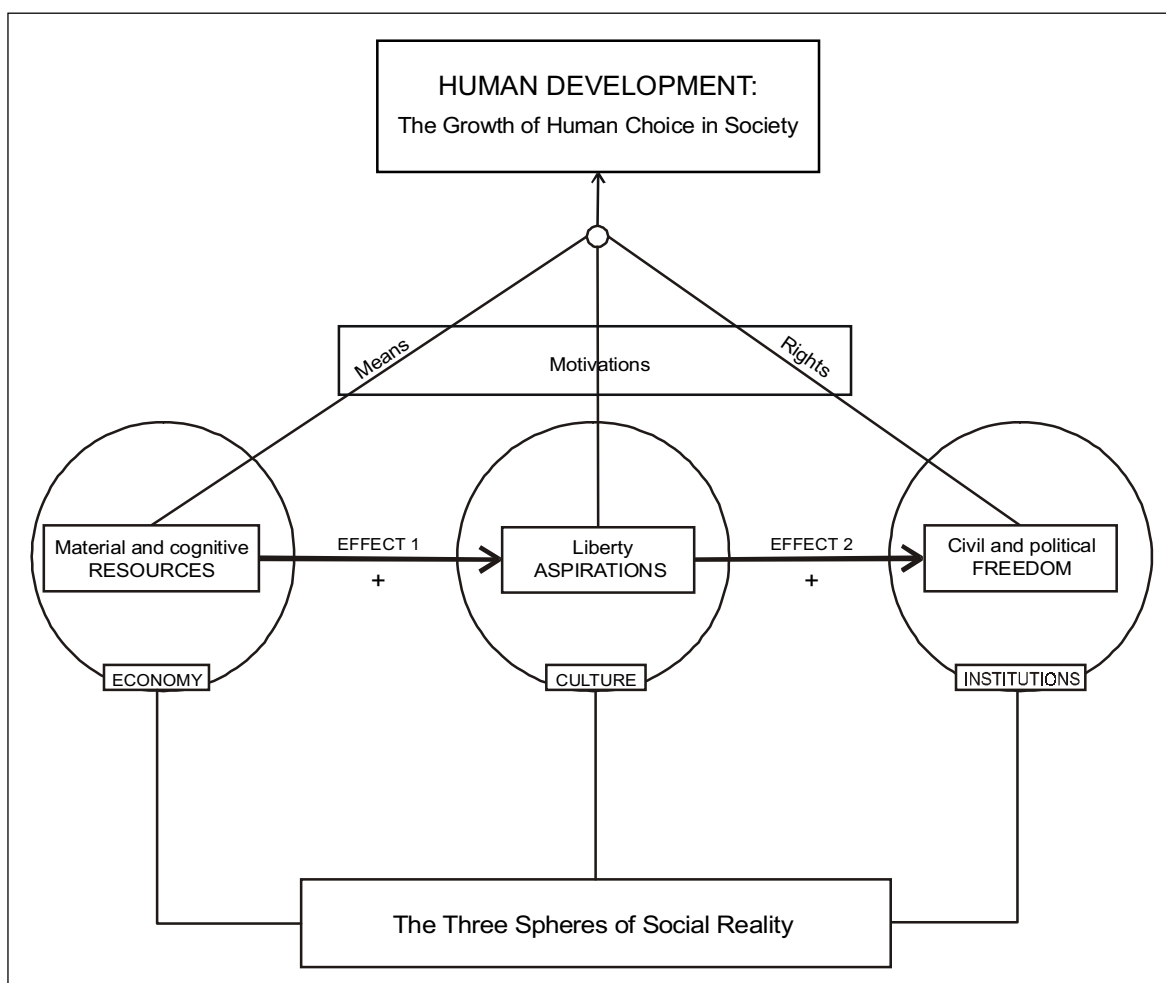 HUMAN DEVELOPMENT:
The Growth of Human Choice in Society
Means
Motivations
Rights
Material and cognitive
RESOURCES
EFFECT 1
+
Liberty
ASPIRATIONS
EFFECT 2
+
Civil and political
FREEDOM
ECONOMY
CULTURE
INSTITUTIONS
The Three Spheres of Social Reality